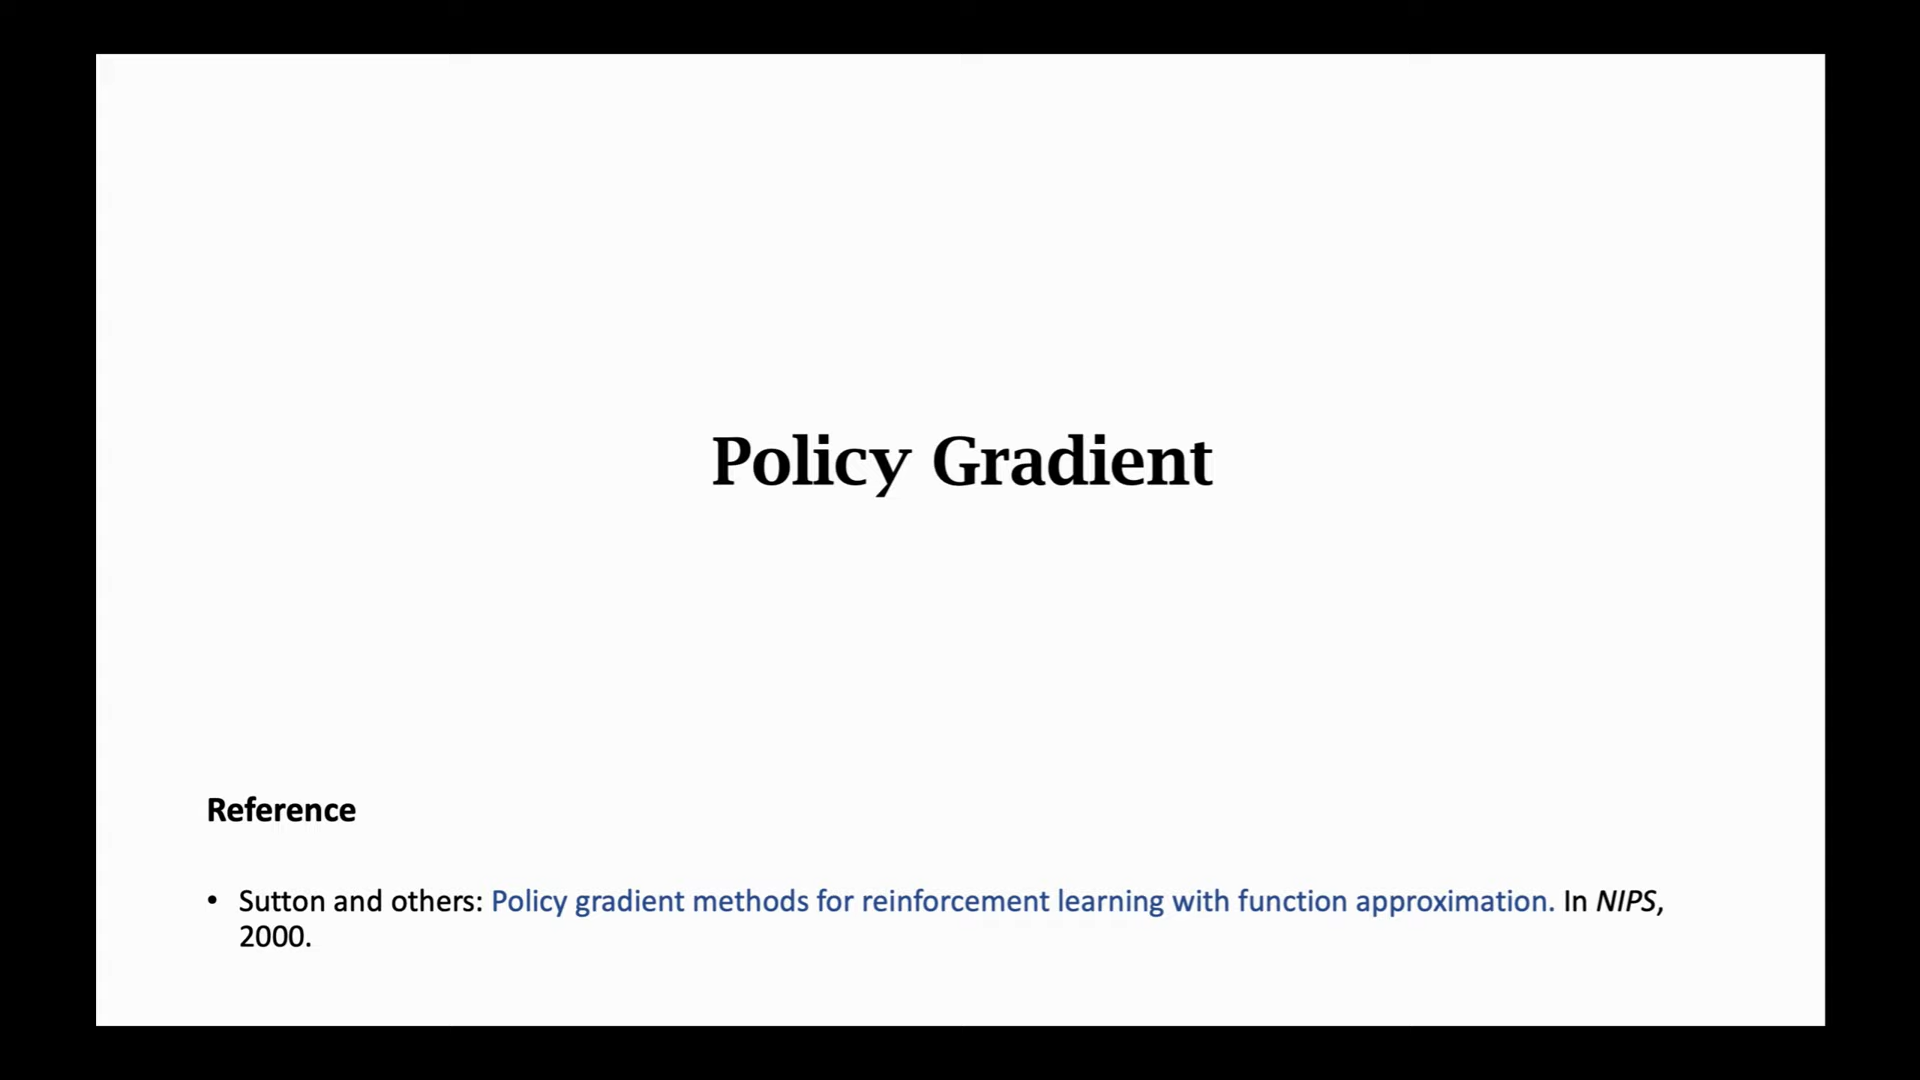 Policy Gradient
Reference
• Sutton and others: Policy gradient methods for reinforcement learning with function approximation. In NIPS,
2000.